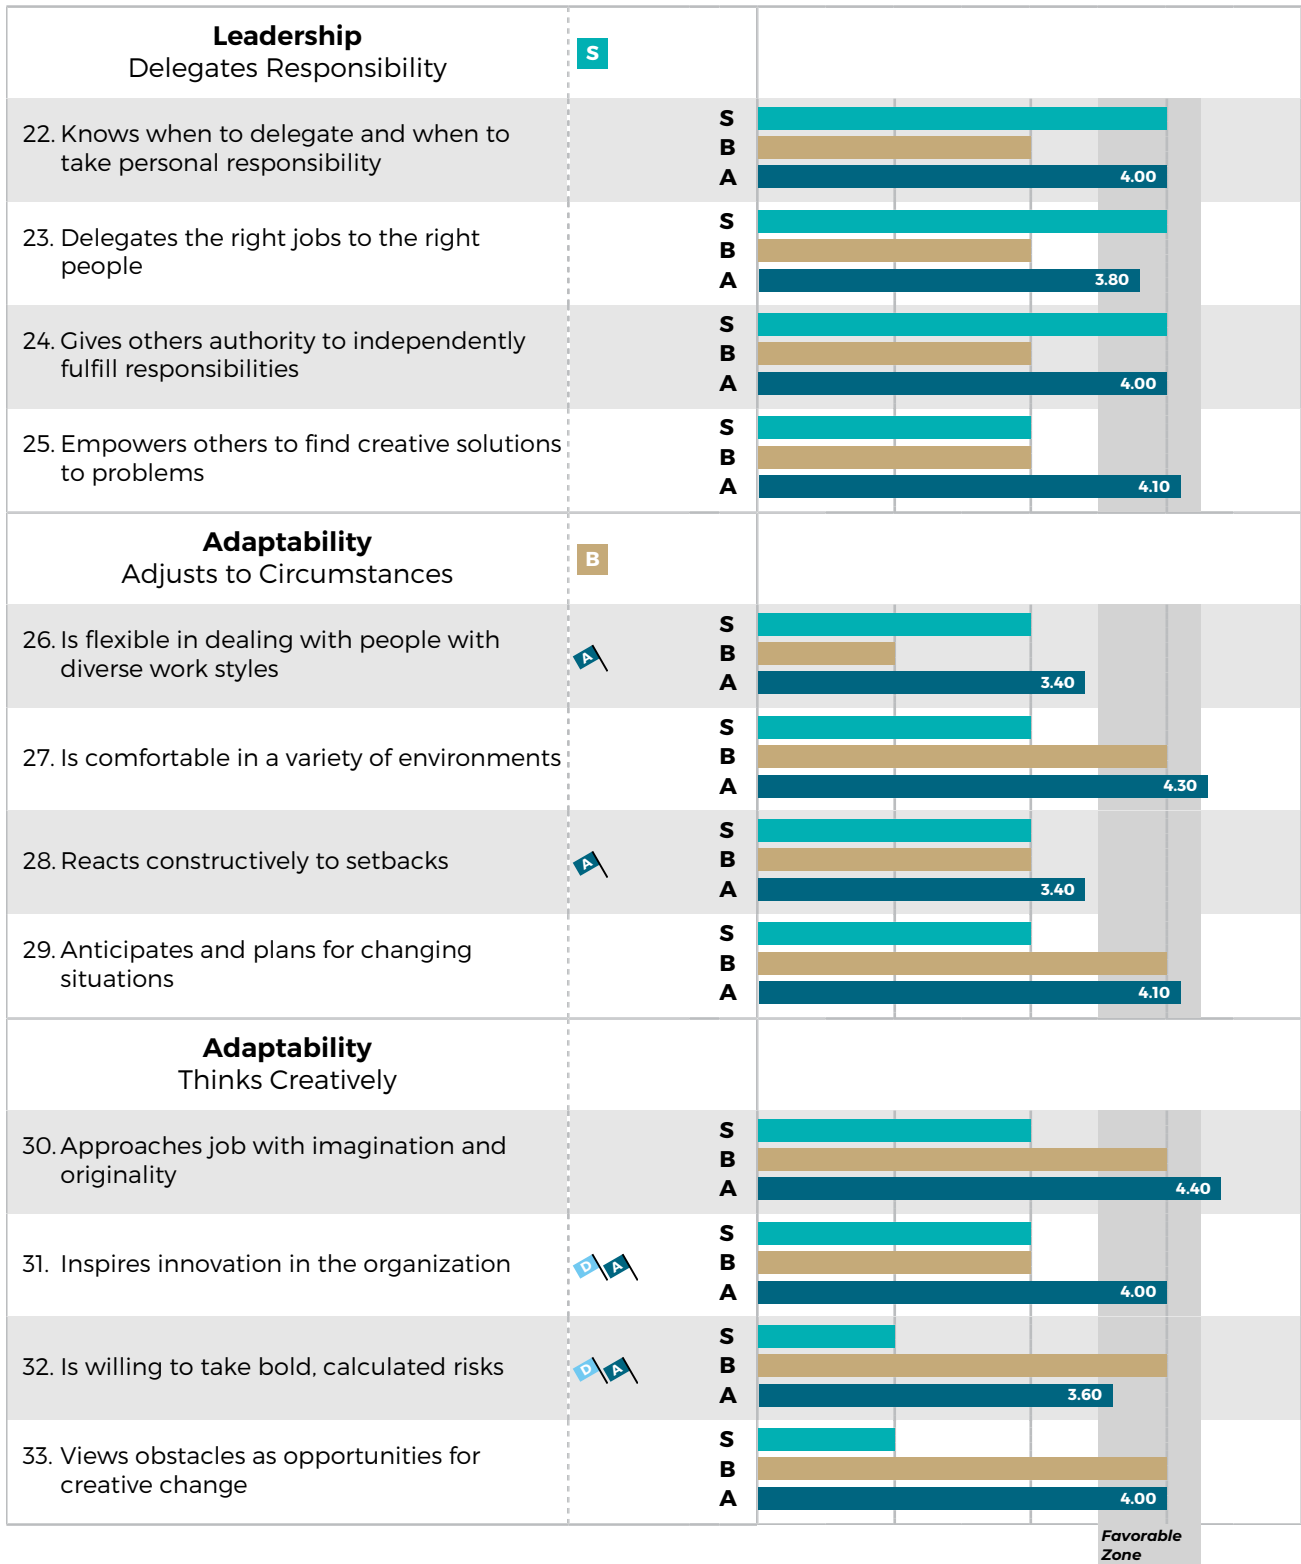 Leadership
Delegates Responsibility
S
22. Knows when to delegate and when to
take personal responsibility
S
B
A
4.00
23. Delegates the right jobs to the right
people
S
B
A
3.80
24. Gives others authority to independently
fulfill responsibilities
S
B
A
4.00
25. Empowers others to find creative solutions
to problems
S
B
A
4.10
Adaptability
Adjusts to Circumstances
B
26. Is flexible in dealing with people with
diverse work styles
A
S
B
A
3.40
27. Is comfortable in a variety of environments
S
B
A
4.30
28. Reacts constructively to setbacks
A
S
B
A
3.40
29. Anticipates and plans for changing
situations
S
B
A
4.10
Adaptability
Thinks Creatively
30. Approaches job with imagination and
originality
S
B
A
4.40
31. Inspires innovation in the organization
D A
S
B
A
4.00
32. Is willing to take bold, calculated risks
D A
S
B
A
3.60
33. Views obstacles as opportunities for
creative change
S
B
A
4.00
Favorable
Zone